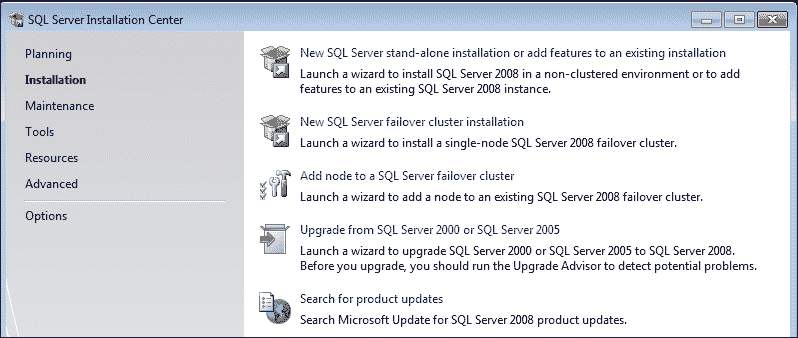 SQL Server Installation Center
Planning
Installation
Maintenance
Tools
Resources
Advanced
Options
New SQL Server stand-alone installation or add features to an existing installation
Launch a wizard to install SQL Server 2008 in a non-clustered environment or to add
features to an existing SQL Server 2008 instance.
New SQL Server failover cluster installation
Launch a wizard to install a single-node SQL Server 2008 failover cluster.
Add node to a SQL Server failover cluster
Launch a wizard to add a node to an existing SQL Server 2008 failover cluster.
Upgrade from SQL Server 2000 or SQL Server 2005
Launch a wizard to upgrade SQL Server 2000 or SQL Server 2005 to SQL Server 2008.
Before you upgrade, you should run the Upgrade Advisor to detect potential problems.
Search for product updates
Search Microsoft Update for SQL Server 2008 product updates.